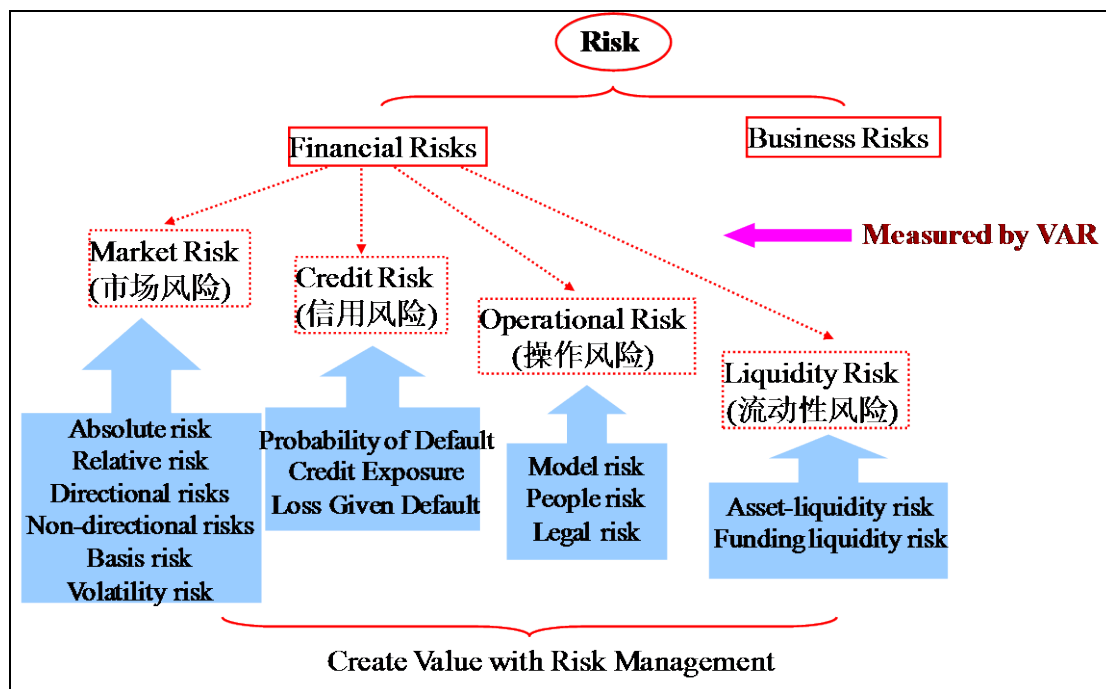 Risk
Financial Risks
Business Risks
Measured by VAR
Market Risk
(市场风险)
Credit Risk
(信用风险)
Operational Risk
(操作风险)
Liquidity Risk
(流动性风险)
Absolute risk
Relative risk
Directional risks
Non-directional risks
Basis risk
Volatility risk
Probability of Default
Credit Exposure
Loss Given Default
Model risk
People risk
Legal risk
Asset-liquidity risk
Funding liquidity risk
Create Value with Risk Management